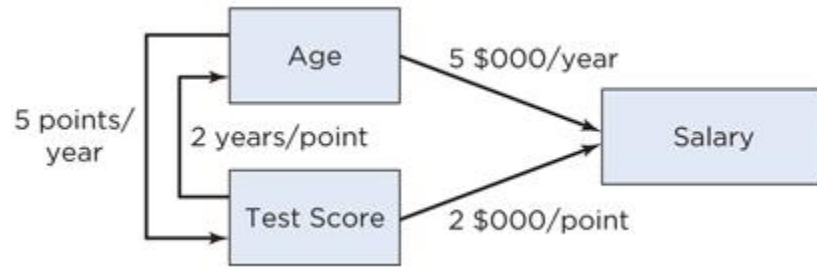 Age
5 $000/year
5 points/
year
2 years/point
Salary
Test Score
2 $000/point